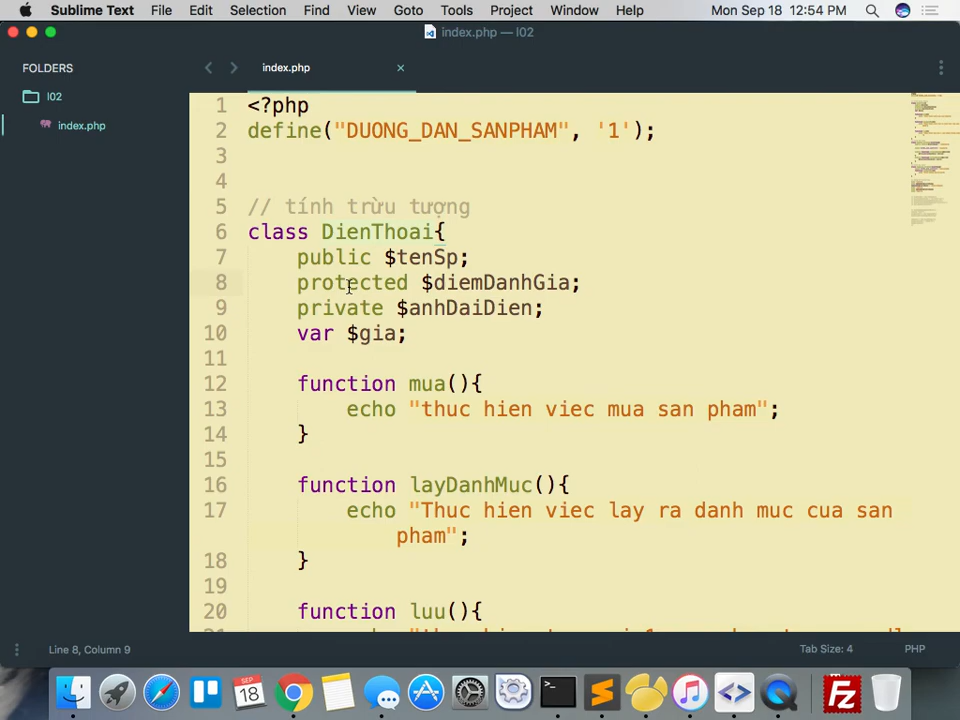 Sublime Text File Edit Selection Find View Goto Tools Project Window Help Mon Sep 18 12:54 PM
index.php — l02
FOLDERS
l02
index.php
index.php ×
1 <?php
2 define("DUONG_DAN_SANPHAM", '1');
3
4
5 // tính trừu tượng
6 class DienThoai{
7 public $tenSp;
8 protected $diemDanhGia;
9 private $anhDaiDien;
10 var $gia;
11
12 function mua(){
13 echo "thuc hien viec mua san pham";
14 }
15
16 function layDanhMuc(){
17 echo "Thuc hien viec lay ra danh muc cua san
pham";
18 }
19
20 function luu(){
Line 8, Column 9 Tab Size: 4 PHP
SEP
18
Fz